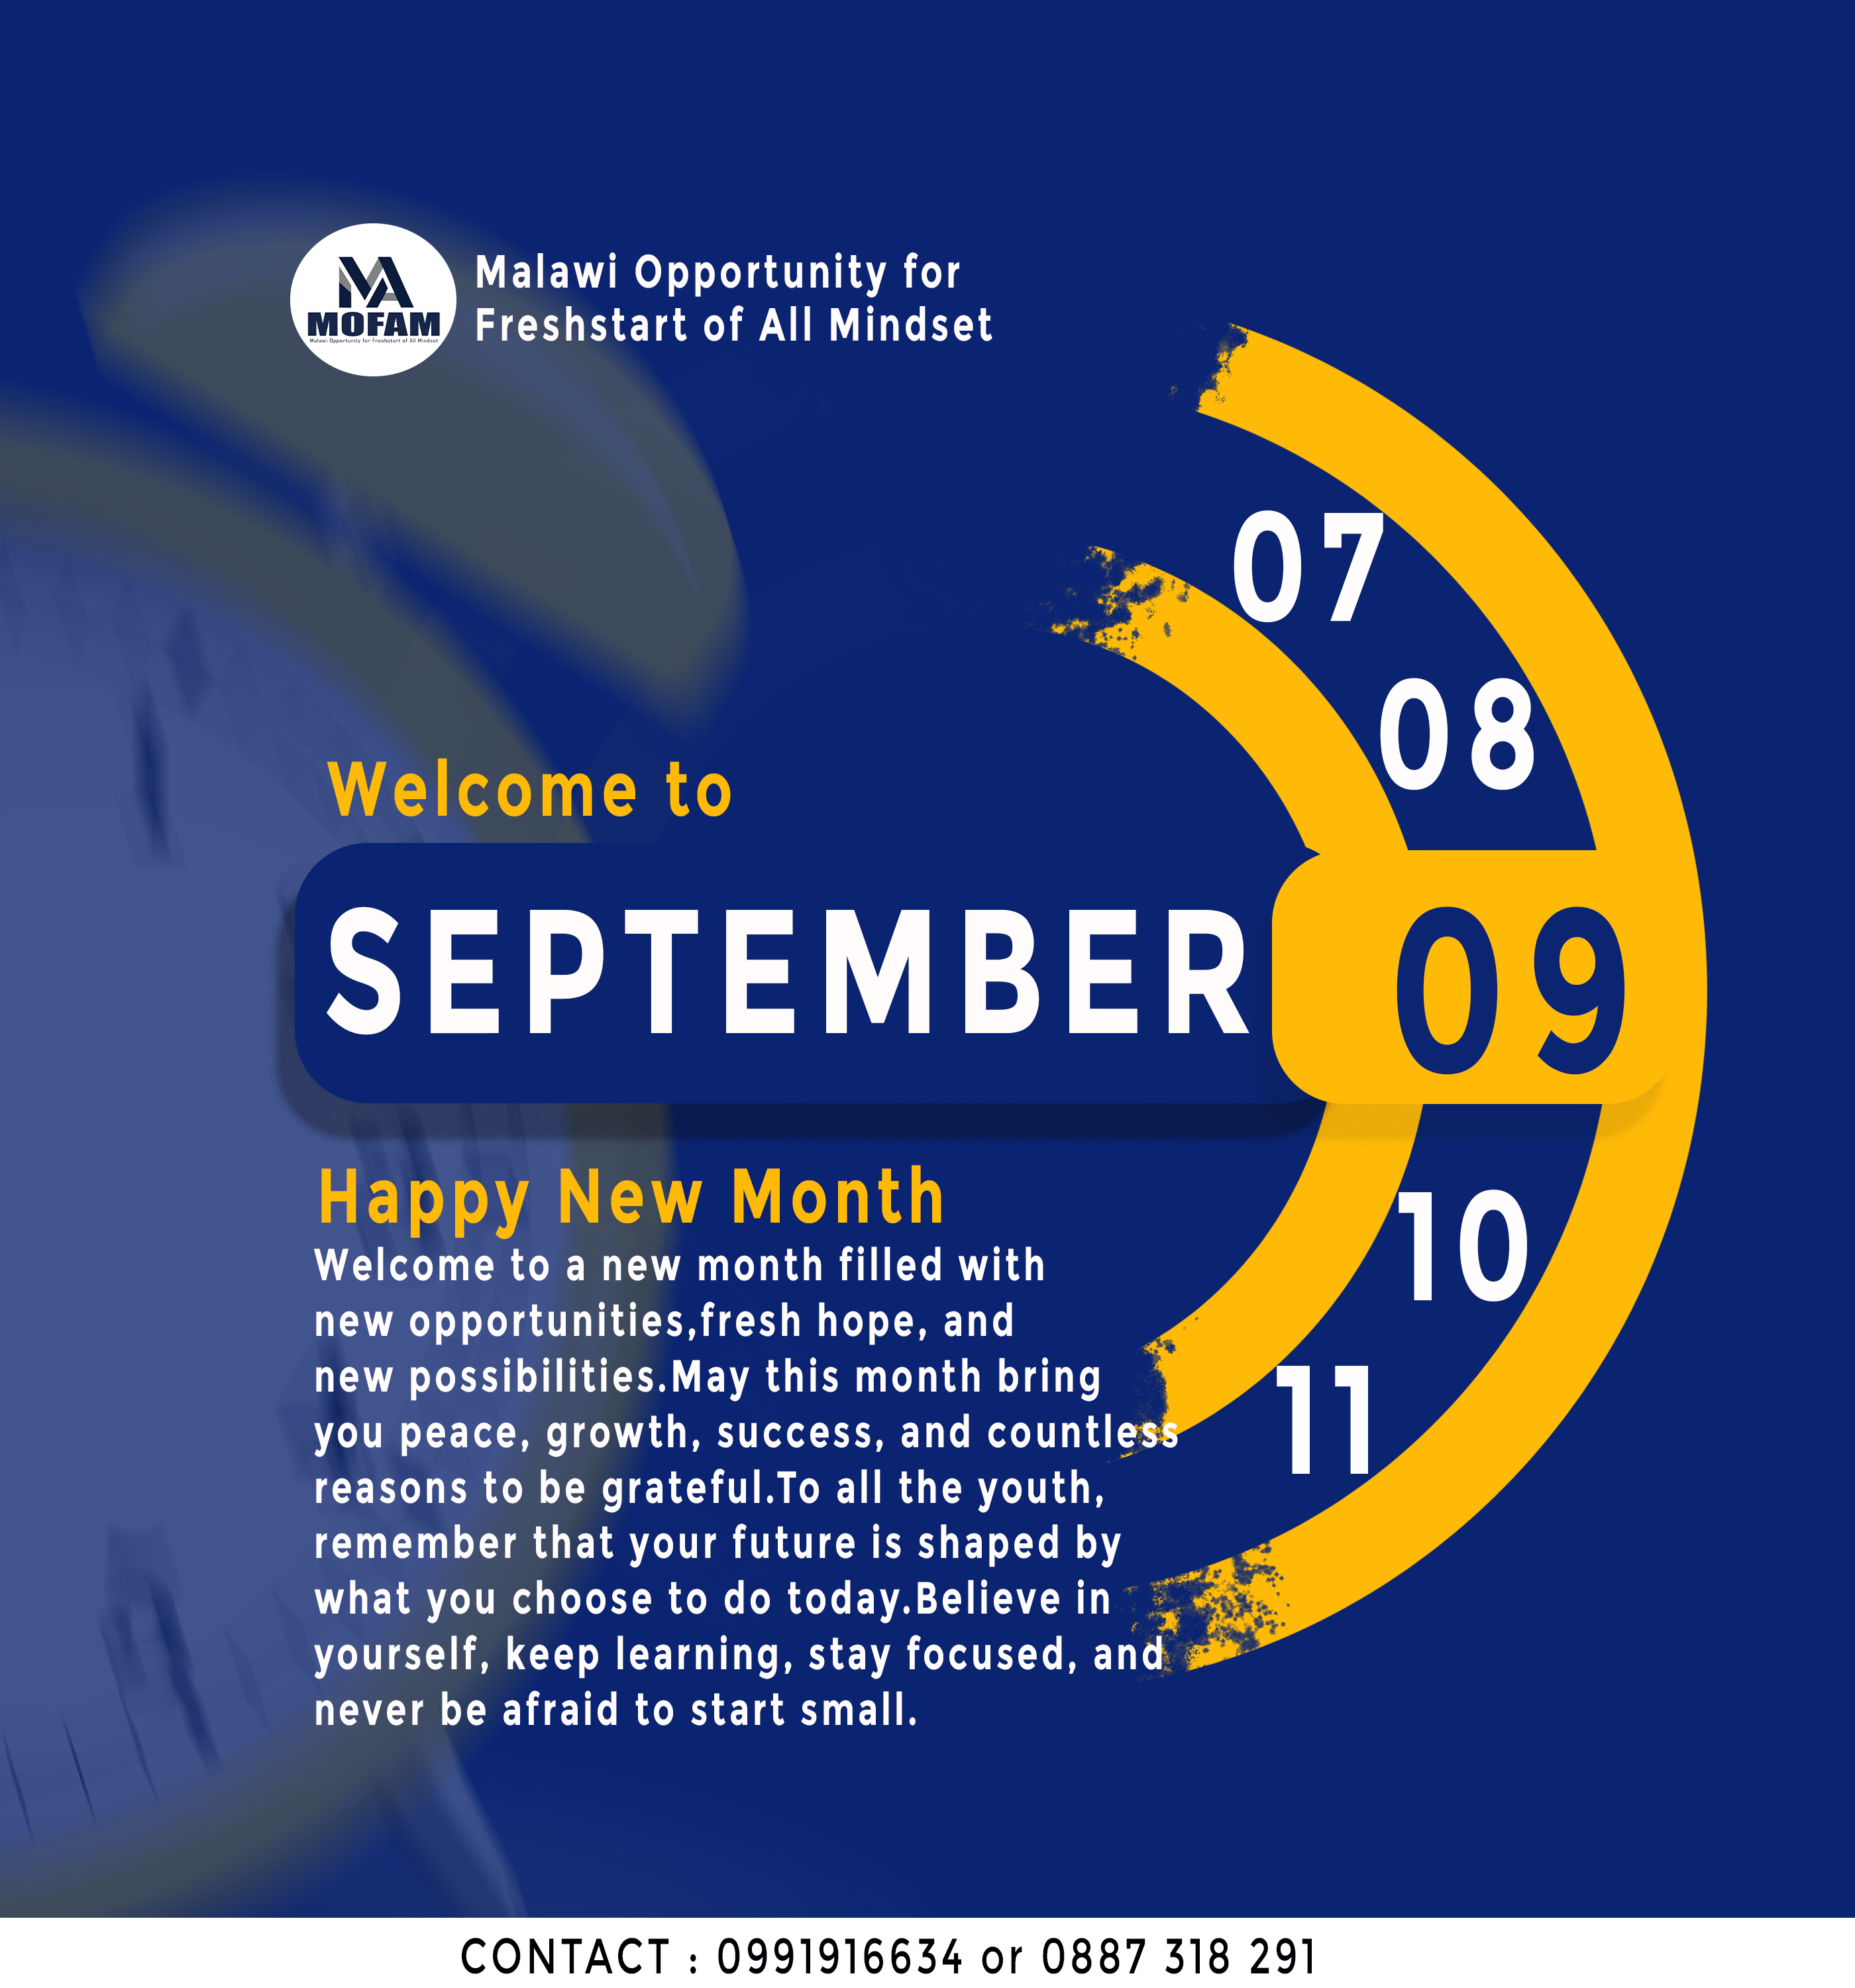 MA
MOFAM
Malawi Opportunity for Freshstart of All Mindset
Malawi Opportunity for
Freshstart of All Mindset
07
08
Welcome to
SEPTEMBER 09
10
11
Happy New Month
Welcome to a new month filled with
new opportunities,fresh hope, and
new possibilities.May this month bring
you peace, growth, success, and countless
reasons to be grateful.To all the youth,
remember that your future is shaped by
what you choose to do today.Believe in
yourself, keep learning, stay focused, and
never be afraid to start small.
CONTACT : 0991916634 or 0887 318 291